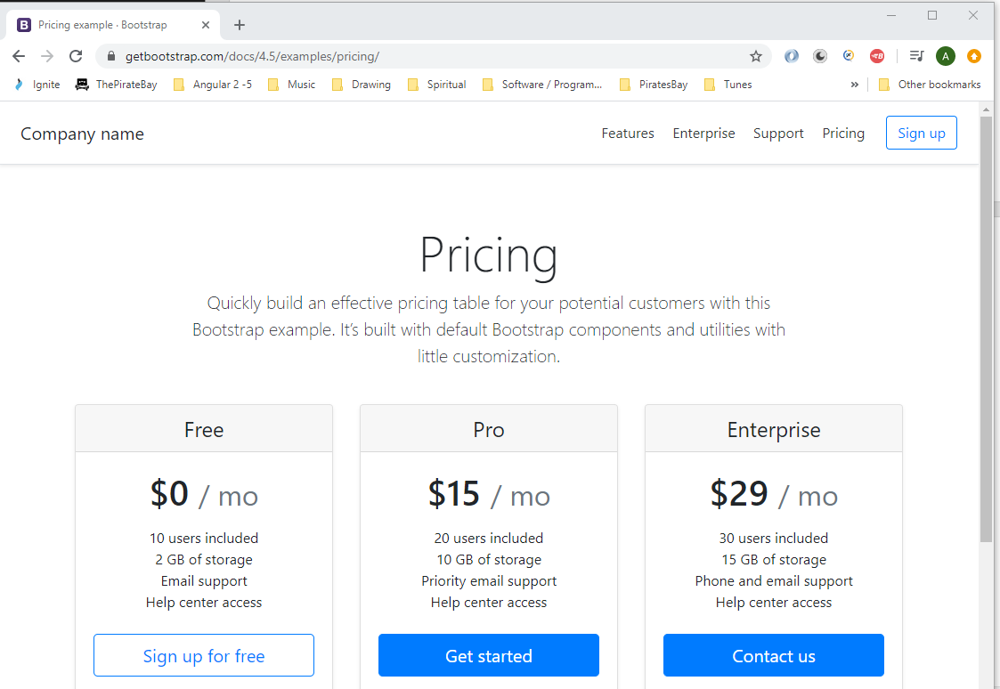 Pricing example · Bootstrap
getbootstrap.com/docs/4.5/examples/pricing/
A
Ignite ThePirateBay Angular 2 -5 Music Drawing Spiritual Software / Program... PiratesBay Tunes » Other bookmarks
Company name Features Enterprise Support Pricing Sign up
Pricing
Quickly build an effective pricing table for your potential customers with this
Bootstrap example. It’s built with default Bootstrap components and utilities with
little customization.
Free
$0 / mo
10 users included
2 GB of storage
Email support
Help center access
Sign up for free
Pro
$15 / mo
20 users included
10 GB of storage
Priority email support
Help center access
Get started
Enterprise
$29 / mo
30 users included
15 GB of storage
Phone and email support
Help center access
Contact us